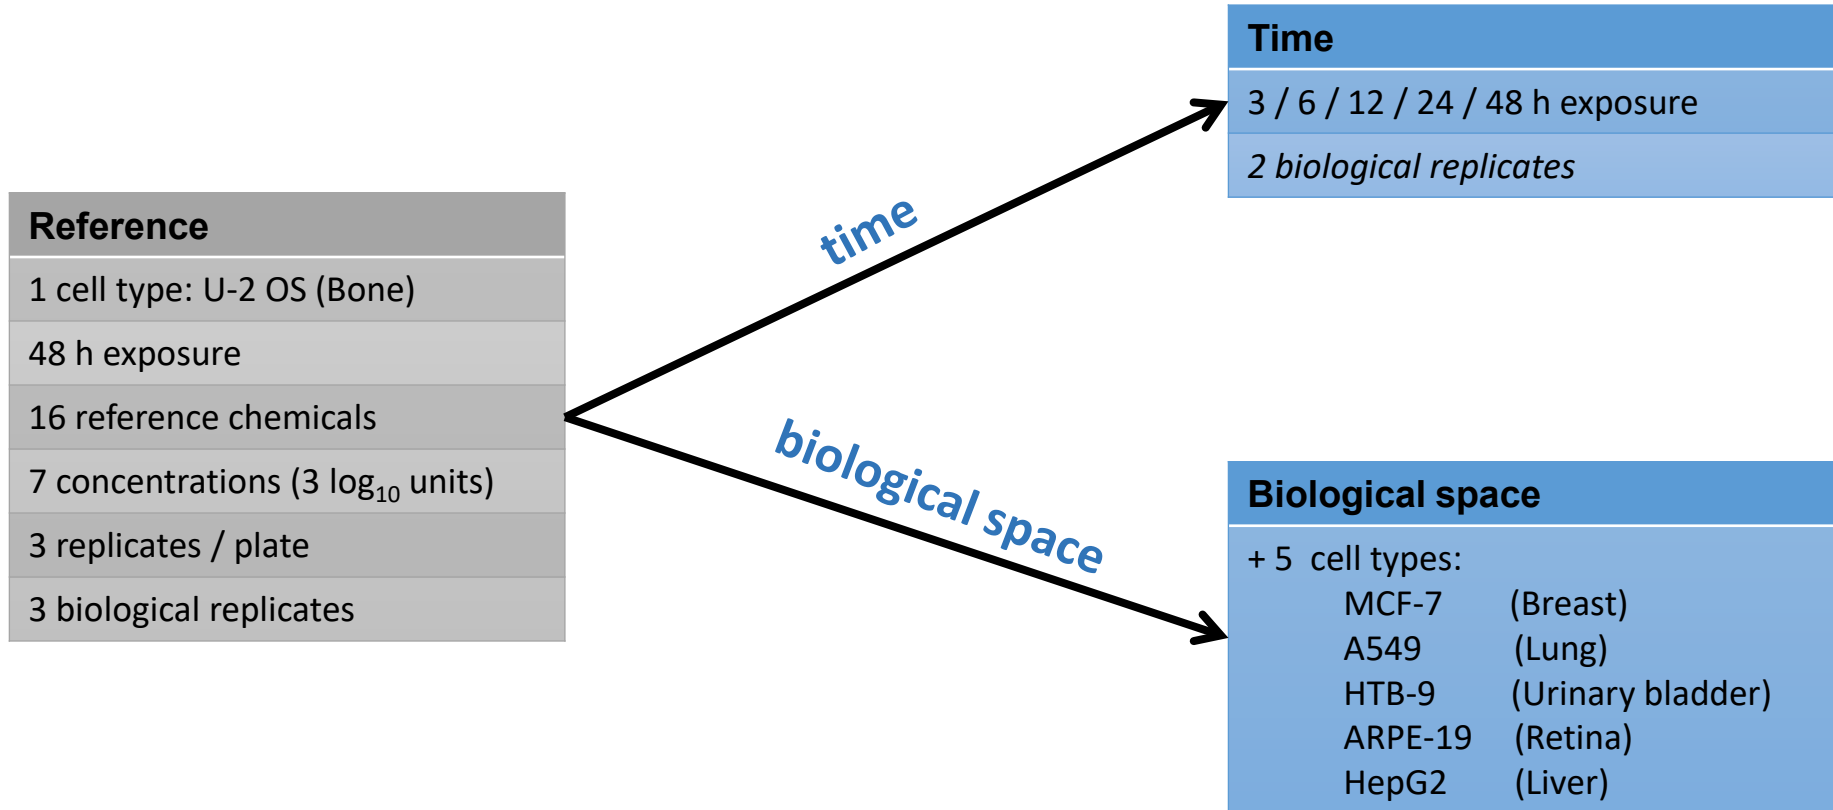 Reference
1 cell type: U-2 OS (Bone)
48 h exposure
16 reference chemicals
7 concentrations (3 log₁₀ units)
3 replicates / plate
3 biological replicates
time
biological space
Time
3 / 6 / 12 / 24 / 48 h exposure
2 biological replicates
Biological space
+ 5 cell types:
MCF-7 (Breast)
A549 (Lung)
HTB-9 (Urinary bladder)
ARPE-19 (Retina)
HepG2 (Liver)